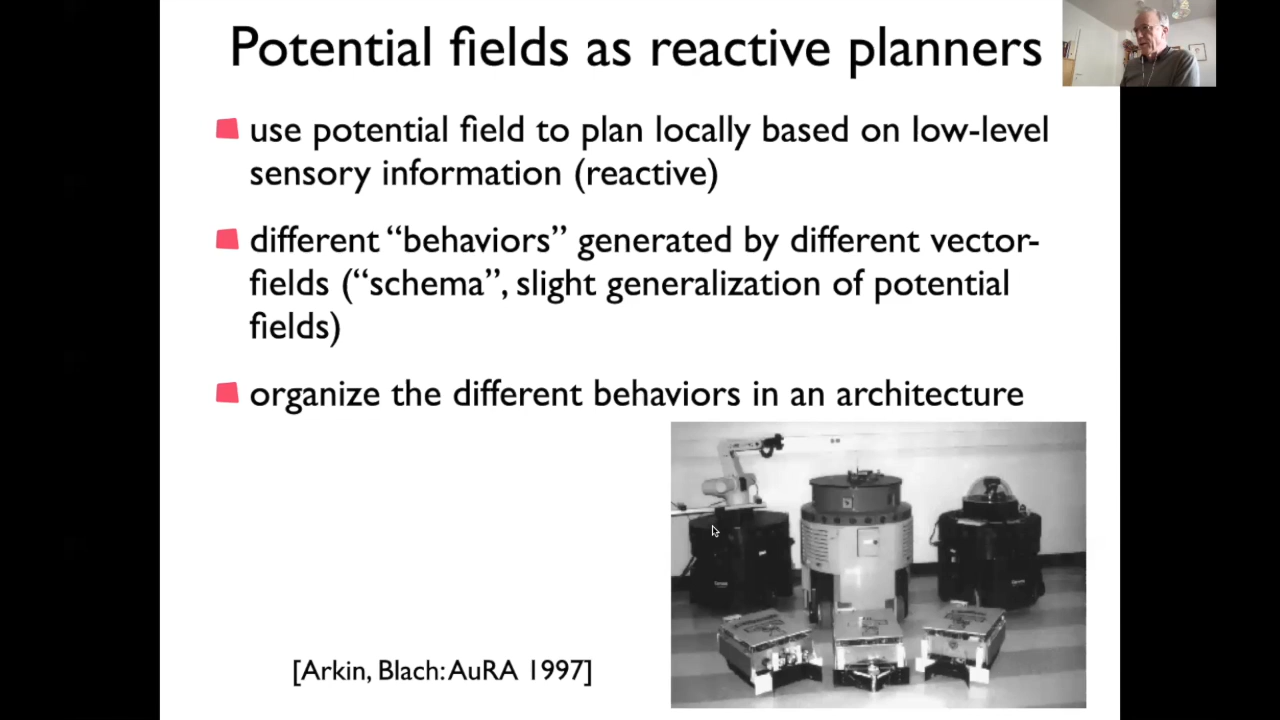 Potential fields as reactive planners
use potential field to plan locally based on low-level
sensory information (reactive)
different “behaviors” generated by different vector-
fields (“schema”, slight generalization of potential
fields)
organize the different behaviors in an architecture
[Arkin, Blach: AuRA 1997]